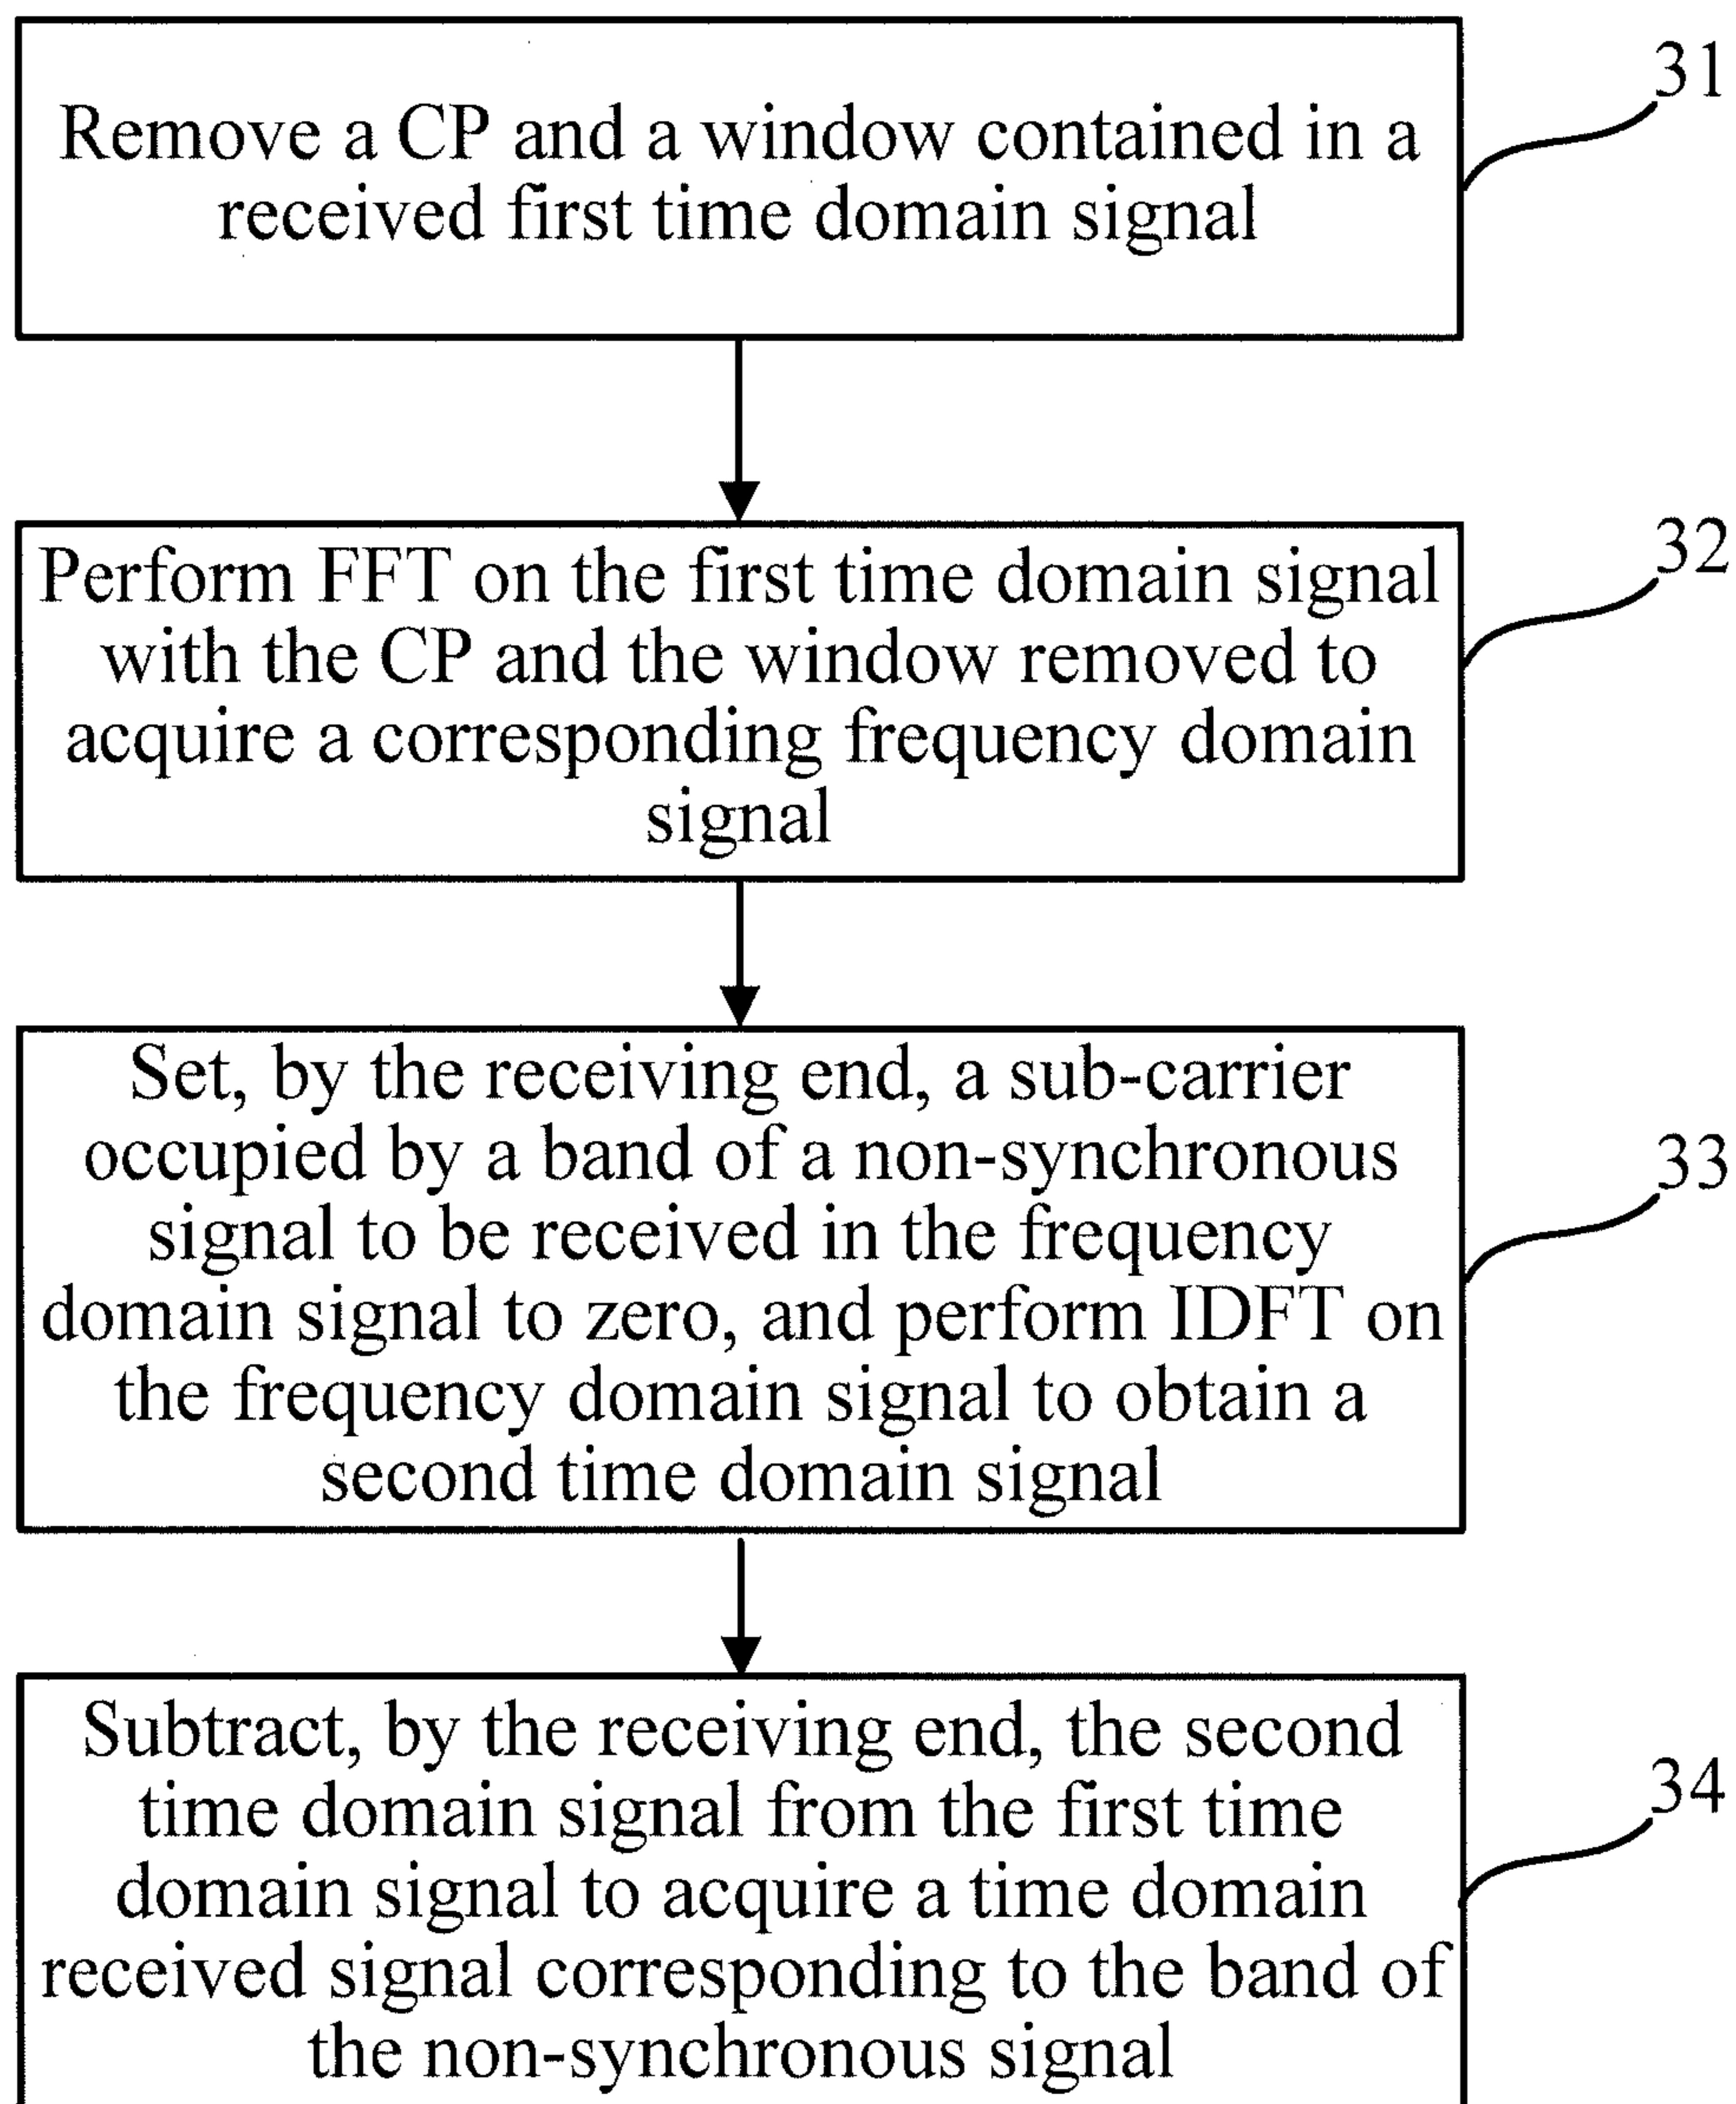 31
Remove a CP and a window contained in a
received first time domain signal
32
Perform FFT on the first time domain signal
with the CP and the window removed to
acquire a corresponding frequency domain
signal
33
Set, by the receiving end, a sub-carrier
occupied by a band of a non-synchronous
signal to be received in the frequency
domain signal to zero, and perform IDFT on
the frequency domain signal to obtain a
second time domain signal
34
Subtract, by the receiving end, the second
time domain signal from the first time
domain signal to acquire a time domain
received signal corresponding to the band of
the non-synchronous signal